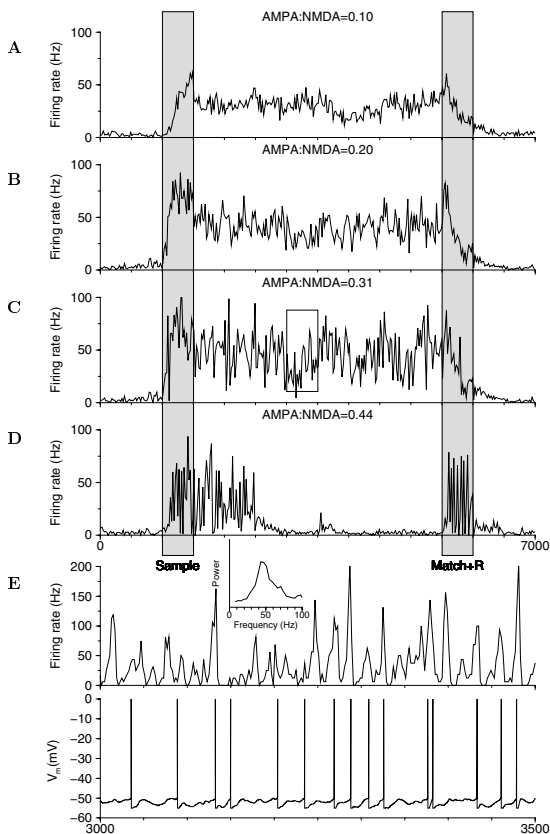 AMPA:NMDA=0.10
A
Firing rate (Hz)
100
50
0
AMPA:NMDA=0.20
B
Firing rate (Hz)
100
50
0
AMPA:NMDA=0.31
C
Firing rate (Hz)
100
50
0
AMPA:NMDA=0.44
D
Firing rate (Hz)
100
50
0
0
7000
Sample
Match+R
E
Firing rate (Hz)
200
150
100
50
0
Power
0
50
100
Frequency (Hz)
Vm(mV)
0
−10
−20
−30
−40
−50
−60
3000
3500